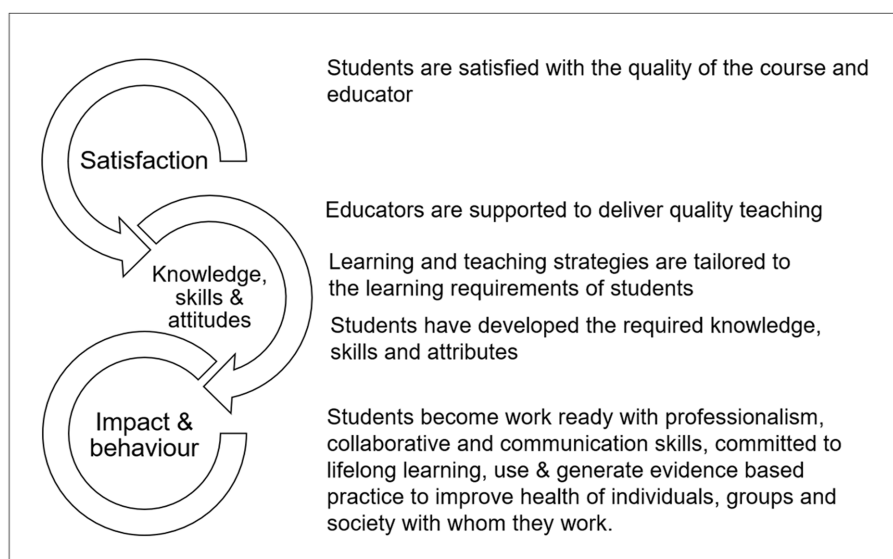 Students are satisfied with the quality of the course and
educator
Satisfaction
Educators are supported to deliver quality teaching
Learning and teaching strategies are tailored to
the learning requirements of students
Students have developed the required knowledge,
skills and attributes
Knowledge,
skills &
attitudes
Students become work ready with professionalism,
collaborative and communication skills, committed to
lifelong learning, use & generate evidence based
practice to improve health of individuals, groups and
society with whom they work.
Impact &
behaviour